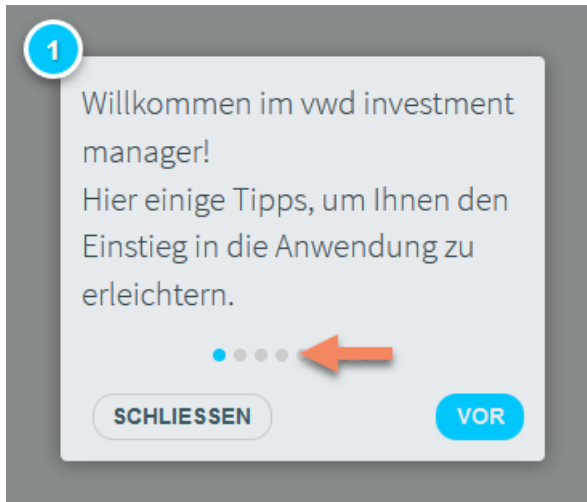 1
Willkommen im vwd investment
manager!
Hier einige Tipps, um Ihnen den
Einstieg in die Anwendung zu
erleichtern.
SCHLIESSEN
VOR